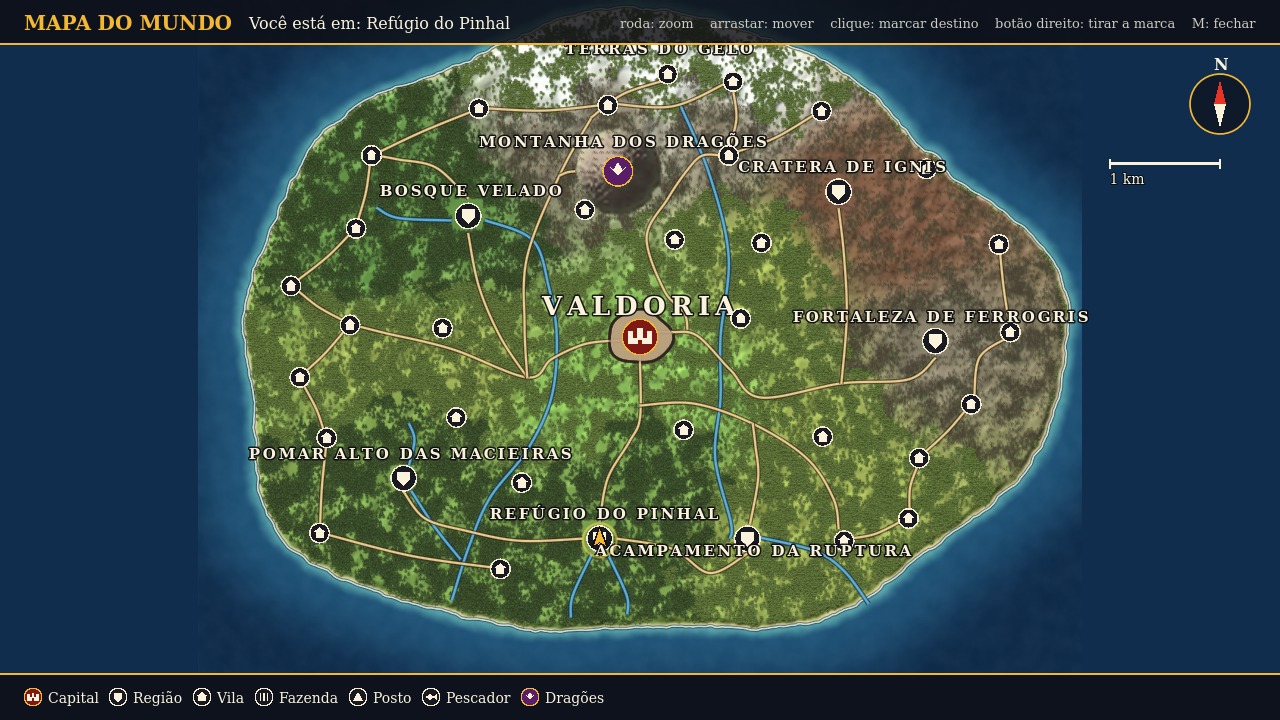 MAPA DO MUNDO
Você está em: Refúgio do Pinhal
roda: zoom
arrastar: mover
clique: marcar destino
botão direito: tirar a marca
M: fechar
TERRAS DO GELO
N
1 km
MONTANHA DOS DRAGÕES
CRATERA DE IGNIS
BOSQUE VELADO
VALDORIA
FORTALEZA DE FERROGRIS
POMAR ALTO DAS MACIEIRAS
REFÚGIO DO PINHAL
ACAMPAMENTO DA RUPTURA
Capital
Região
Vila
Fazenda
Posto
Pescador
Dragões